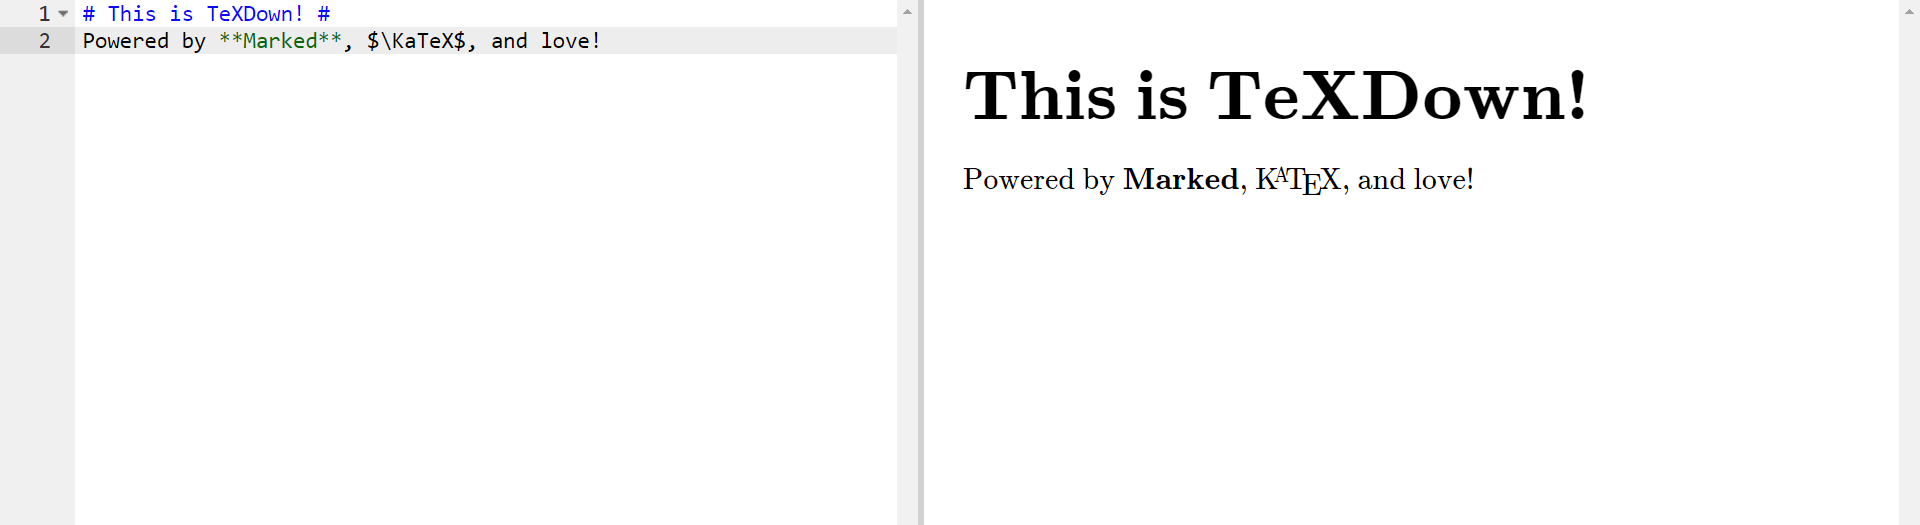 1 # This is TeXDown! #
2 Powered by **Marked**, $\KaTeX$, and love!
This is TeXDown!
Powered by Marked, KATEX, and love!